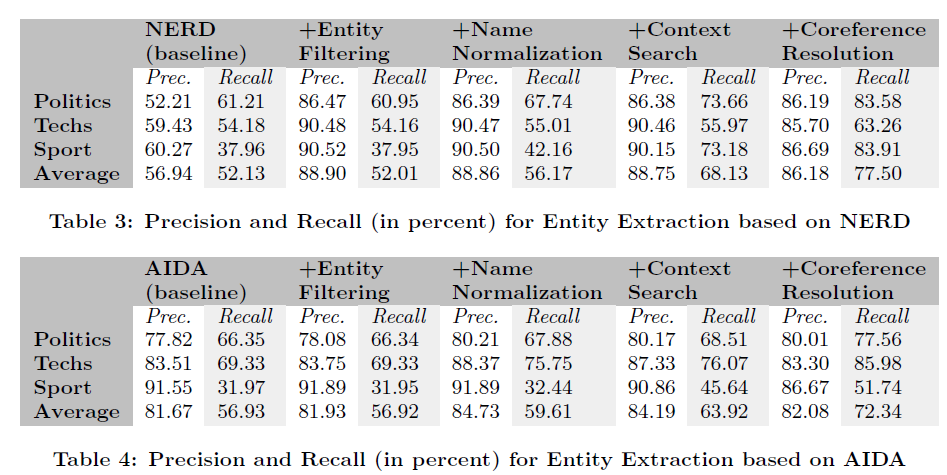 NERD +Entity +Name +Context +Coreference
(baseline) Filtering Normalization Search Resolution
Prec. Recall Prec. Recall Prec. Recall Prec. Recall Prec. Recall
Politics 52.21 61.21 86.47 60.95 86.39 67.74 86.38 73.66 86.19 83.58
Techs 59.43 54.18 90.48 54.16 90.47 55.01 90.46 55.97 85.70 63.26
Sport 60.27 37.96 90.52 37.95 90.50 42.16 90.15 73.18 86.69 83.91
Average 56.94 52.13 88.90 52.01 88.86 56.17 88.75 68.13 86.18 77.50
Table 3: Precision and Recall (in percent) for Entity Extraction based on NERD
AIDA +Entity +Name +Context +Coreference
(baseline) Filtering Normalization Search Resolution
Prec. Recall Prec. Recall Prec. Recall Prec. Recall Prec. Recall
Politics 77.82 66.35 78.08 66.34 80.21 67.88 80.17 68.51 80.01 77.56
Techs 83.51 69.33 83.75 69.33 88.37 75.75 87.33 76.07 83.30 85.98
Sport 91.55 31.97 91.89 31.95 91.89 32.44 90.86 45.64 86.67 51.74
Average 81.67 56.93 81.93 56.92 84.73 59.61 84.19 63.92 82.08 72.34
Table 4: Precision and Recall (in percent) for Entity Extraction based on AIDA